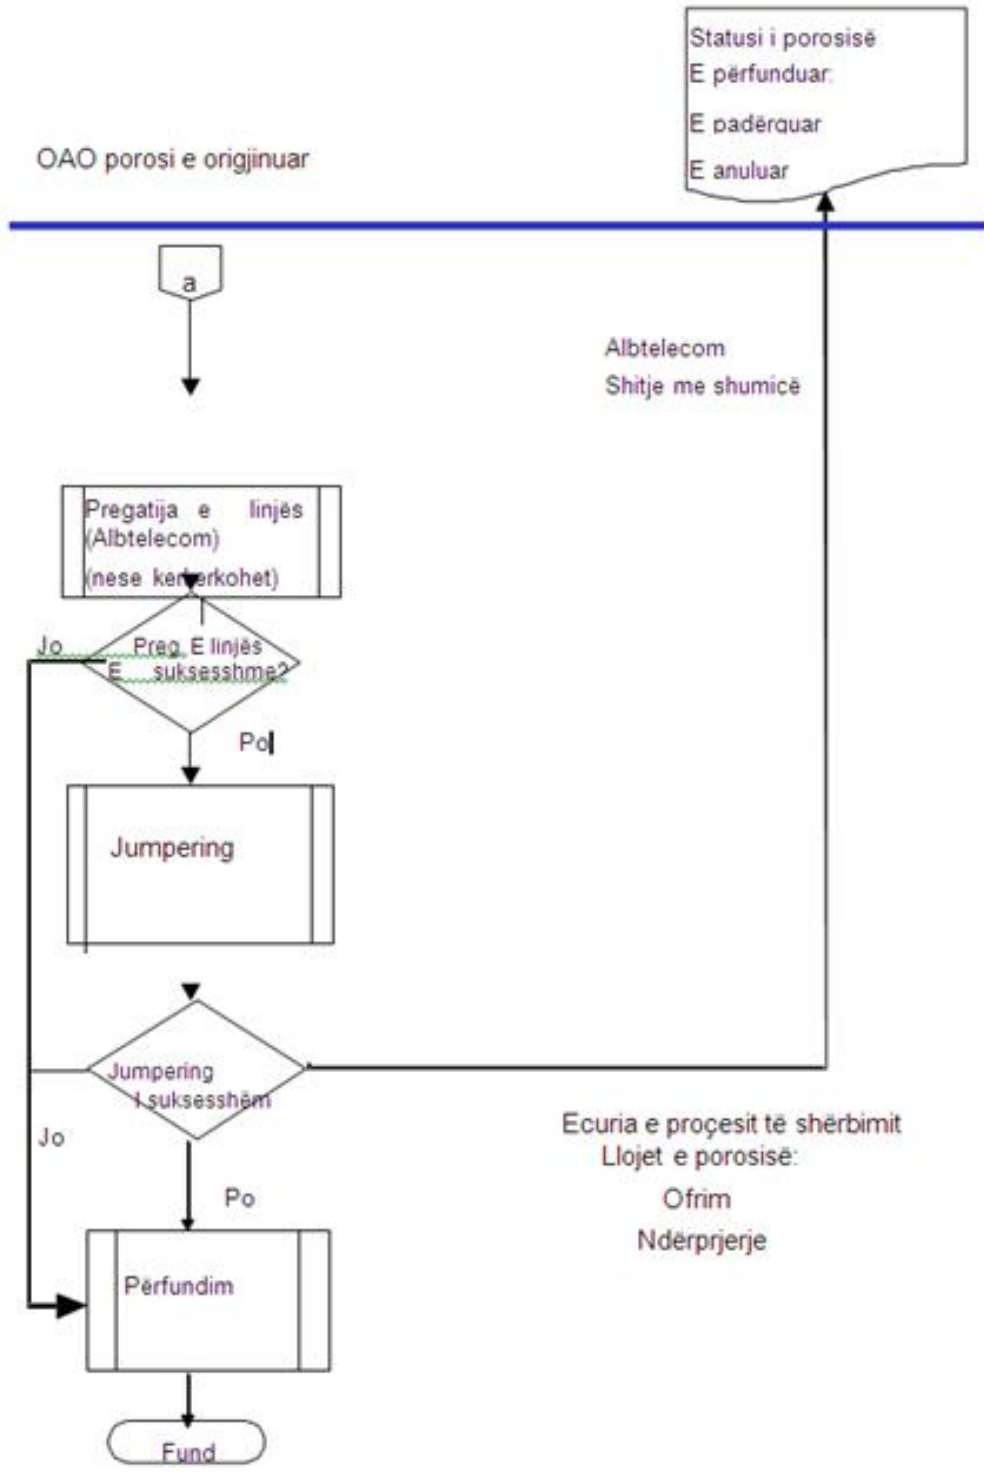 Statusi i porosisë
E përfunduar:
E padërguar
E anuluar
OAO porosi e origjinuar
a
Albtelecom
Shitje me shumicë
Pregatija e linjës
(Albtelecom)
(nese kerkerkohet)
Jo
Preg. E linjës
E suksesshme?
Po
Jumpering
Jumpering
I suksesshëm
Jo
Po
Ecuria e proçesit të shërbimit
Llojet e porosisë:
Ofrim
Ndërprjerje
Përfundim
Fund